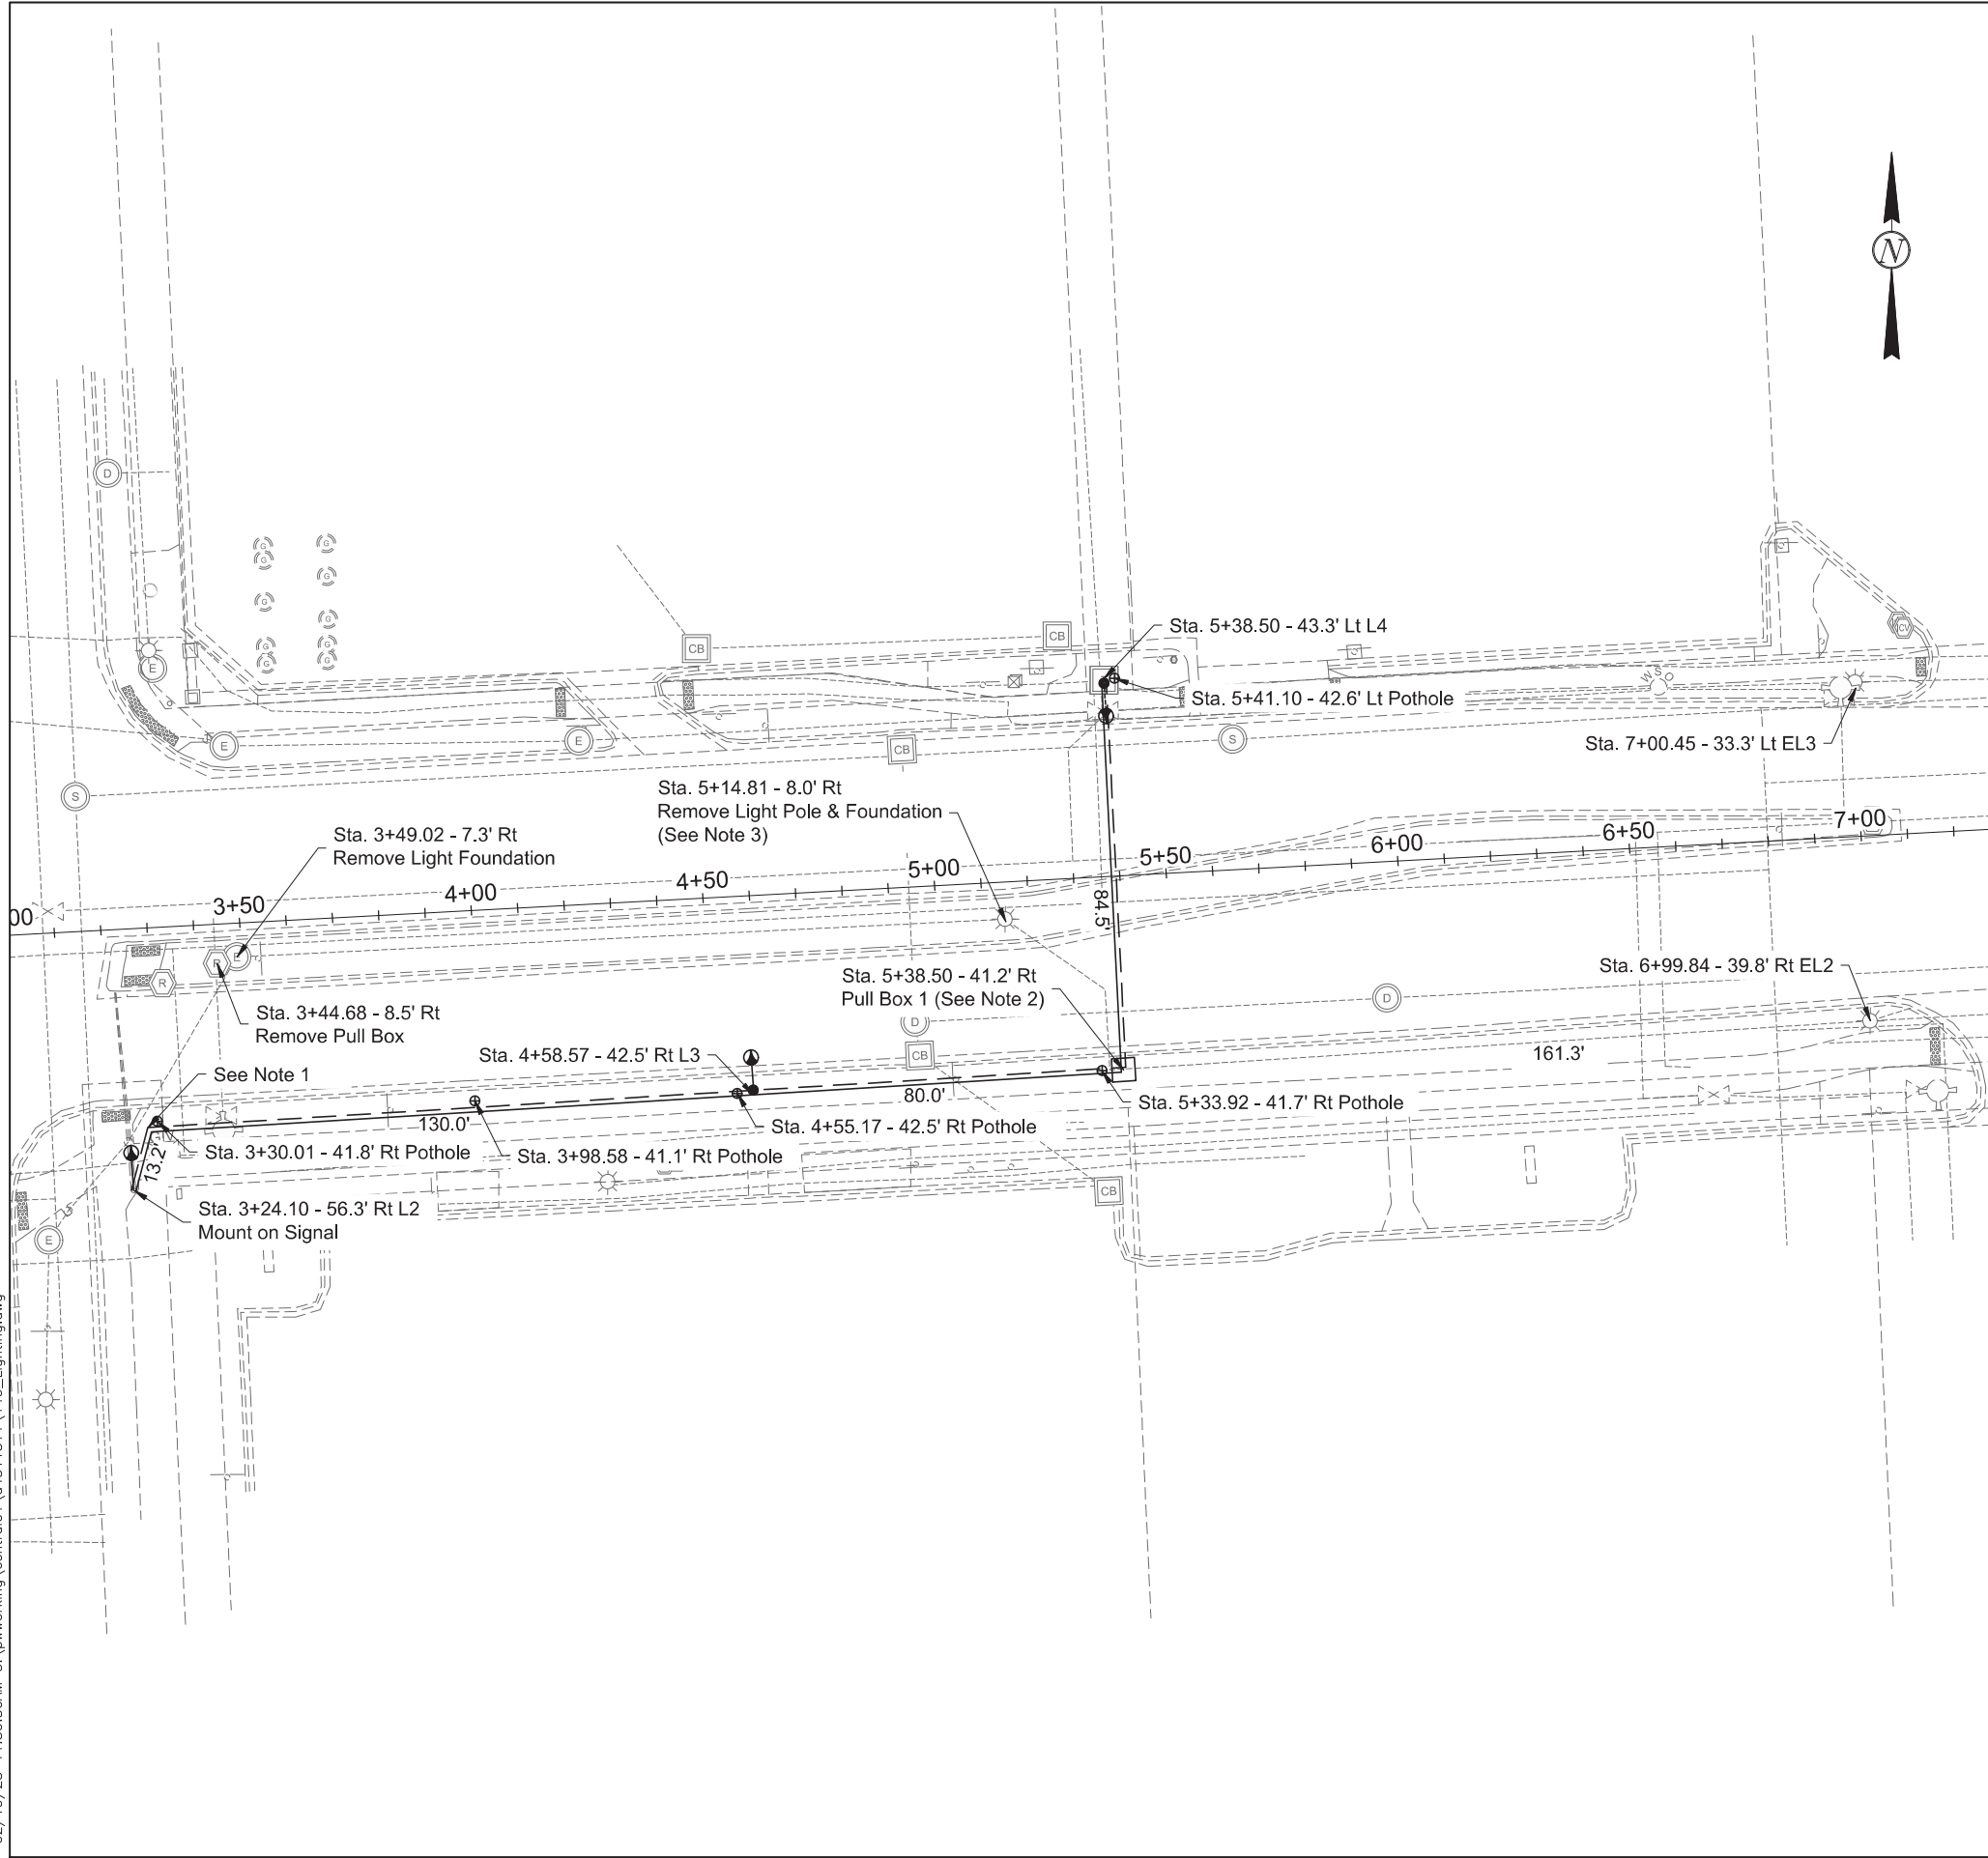 N
D
G G
G
G
G
G
G G
G G
E
CB
CB
Sta. 5+38.50 - 43.3' Lt L4
Sta. 5+41.10 - 42.6' Lt Pothole
WSO
ICV
E
E
CB
S
Sta. 7+00.45 - 33.3' Lt EL3
S
Sta. 5+14.81 - 8.0' Rt
Remove Light Pole & Foundation
(See Note 3)
Sta. 3+49.02 - 7.3' Rt
Remove Light Foundation
00
3+50
4+00
4+50
5+00
5+50
6+00
6+50
7+00
84.5'
R
E
R
Sta. 3+44.68 - 8.5' Rt
Remove Pull Box
Sta. 5+38.50 - 41.2' Rt
Pull Box 1 (See Note 2)
Sta. 6+99.84 - 39.8' Rt EL2
D
D
CB
161.3'
Sta. 4+58.57 - 42.5' Rt L3
See Note 1
80.0'
130.0'
Sta. 5+33.92 - 41.7' Rt Pothole
Sta. 4+55.17 - 42.5' Rt Pothole
Sta. 3+30.01 - 41.8' Rt Pothole
Sta. 3+98.58 - 41.1' Rt Pothole
13.2'
CB
Sta. 3+24.10 - 56.3' Rt L2
Mount on Signal
E